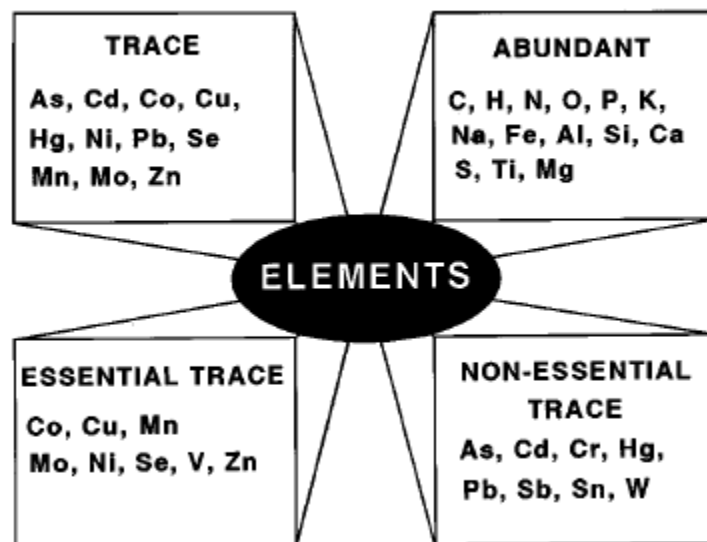 TRACE
As, Cd, Co, Cu,
Hg, Ni, Pb, Se
Mn, Mo, Zn
ABUNDANT
C, H, N, O, P, K,
Na, Fe, Al, Si, Ca
S, Ti, Mg
ELEMENTS
ESSENTIAL TRACE
Co, Cu, Mn
Mo, Ni, Se, V, Zn
NON-ESSENTIAL
TRACE
As, Cd, Cr, Hg,
Pb, Sb, Sn, W